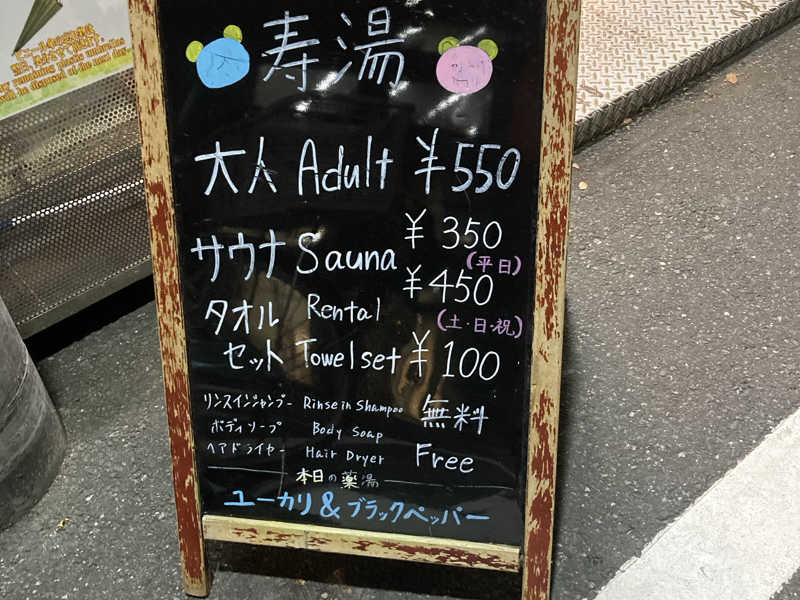 寿湯
大人 Adult ¥550
サウナ Sauna ¥350
(平日)
¥450
(土・日・祝)
タオル Rental
セット Towel set ¥100
リンスインシャンプー Rinse in Shampoo 無料
ボディソープ Body Soap
ヘアドライヤー Hair Dryer Free
本日の薬湯
ユーカリ & ブラックペッパー